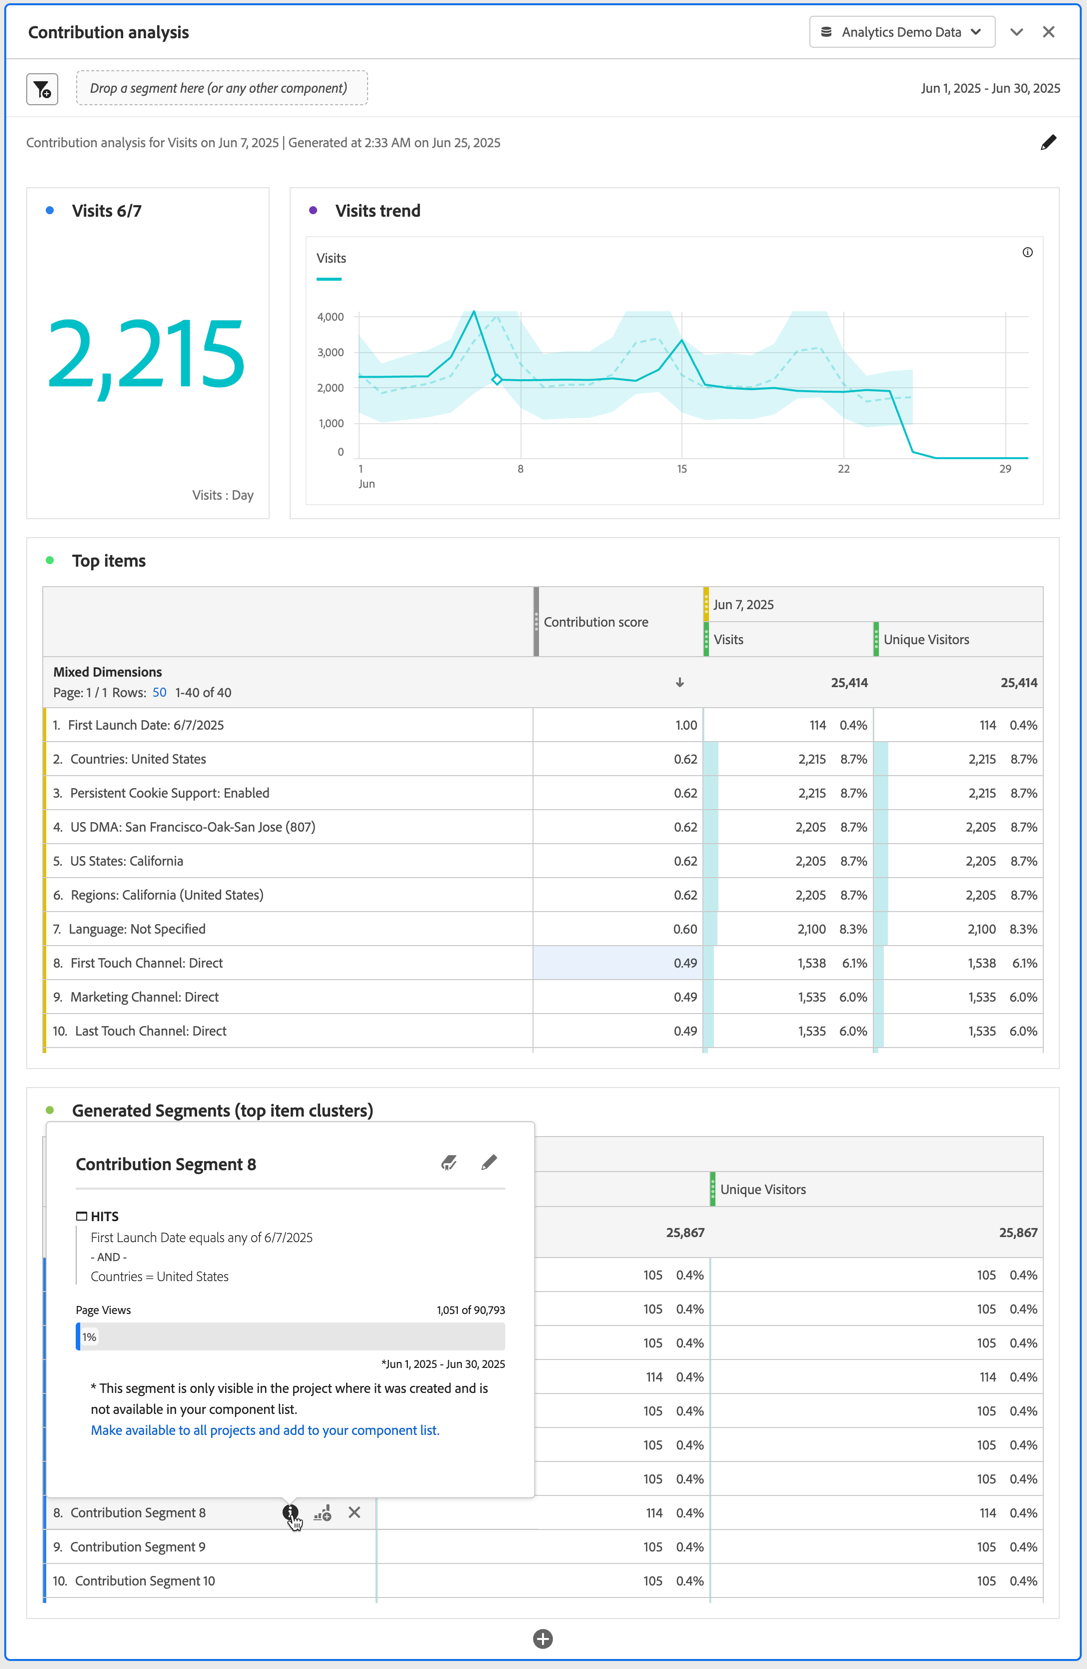 Contribution analysis
Analytics Demo Data
Drop a segment here (or any other component)
Jun 1, 2025 - Jun 30, 2025
Contribution analysis for Visits on Jun 7, 2025 | Generated at 2:33 AM on Jun 25, 2025
Visits 6/7
2,215
Visits : Day
Visits trend
Visits
4,000
3,000
2,000
1,000
0
1 8 15 22 29
Jun
Top items
Contribution score
Jun 7, 2025
Visits
Unique Visitors
Mixed Dimensions
Page: 1 / 1 Rows: 50 1-40 of 40
25,414 25,414
1. First Launch Date: 6/7/2025 1.00 114 0.4% 114 0.4%
2. Countries: United States 0.62 2,215 8.7% 2,215 8.7%
3. Persistent Cookie Support: Enabled 0.62 2,215 8.7% 2,215 8.7%
4. US DMA: San Francisco-Oak-San Jose (807) 0.62 2,205 8.7% 2,205 8.7%
5. US States: California 0.62 2,205 8.7% 2,205 8.7%
6. Regions: California (United States) 0.62 2,205 8.7% 2,205 8.7%
7. Language: Not Specified 0.60 2,100 8.3% 2,100 8.3%
8. First Touch Channel: Direct 0.49 1,538 6.1% 1,538 6.1%
9. Marketing Channel: Direct 0.49 1,535 6.0% 1,535 6.0%
10. Last Touch Channel: Direct 0.49 1,535 6.0% 1,535 6.0%
Generated Segments (top item clusters)
Contribution Segment 8
HITS
First Launch Date equals any of 6/7/2025
- AND -
Countries = United States
Page Views 1,051 of 90,793
1%
*Jun 1, 2025 - Jun 30, 2025
* This segment is only visible in the project where it was created and is
not available in your component list.
Make available to all projects and add to your component list.
Unique Visitors
25,867 25,867
105 0.4% 105 0.4%
105 0.4% 105 0.4%
105 0.4% 105 0.4%
114 0.4% 114 0.4%
105 0.4% 105 0.4%
105 0.4% 105 0.4%
105 0.4% 105 0.4%
8. Contribution Segment 8 114 0.4% 114 0.4%
9. Contribution Segment 9 105 0.4% 105 0.4%
10. Contribution Segment 10 105 0.4% 105 0.4%